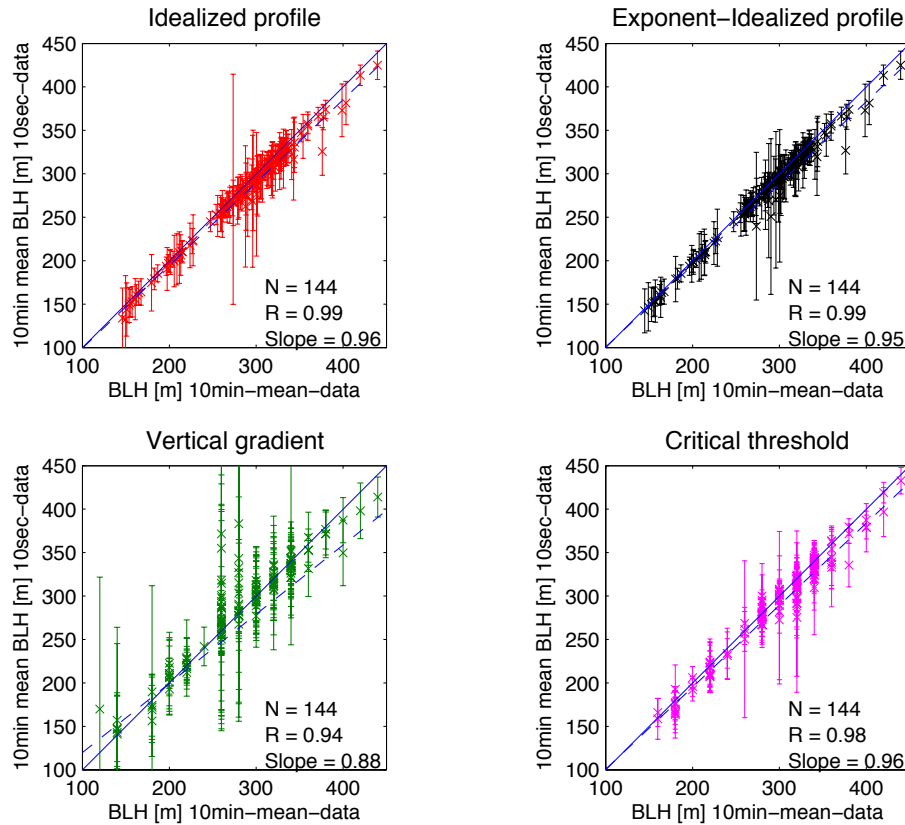 Idealized profile
450
400
350
300
250
200
150
100
100 200 300 400
10min mean BLH [m] 10sec-data
BLH [m] 10min-mean-data
N = 144
R = 0.99
Slope = 0.96
Exponent-Idealized profile
450
400
350
300
250
200
150
100
100 200 300 400
10min mean BLH [m] 10sec-data
BLH [m] 10min-mean-data
N = 144
R = 0.99
Slope = 0.95
Vertical gradient
450
400
350
300
250
200
150
100
100 200 300 400
10min mean BLH [m] 10sec-data
BLH [m] 10min-mean-data
N = 144
R = 0.94
Slope = 0.88
Critical threshold
450
400
350
300
250
200
150
100
100 200 300 400
10min mean BLH [m] 10sec-data
BLH [m] 10min-mean-data
N = 144
R = 0.98
Slope = 0.96